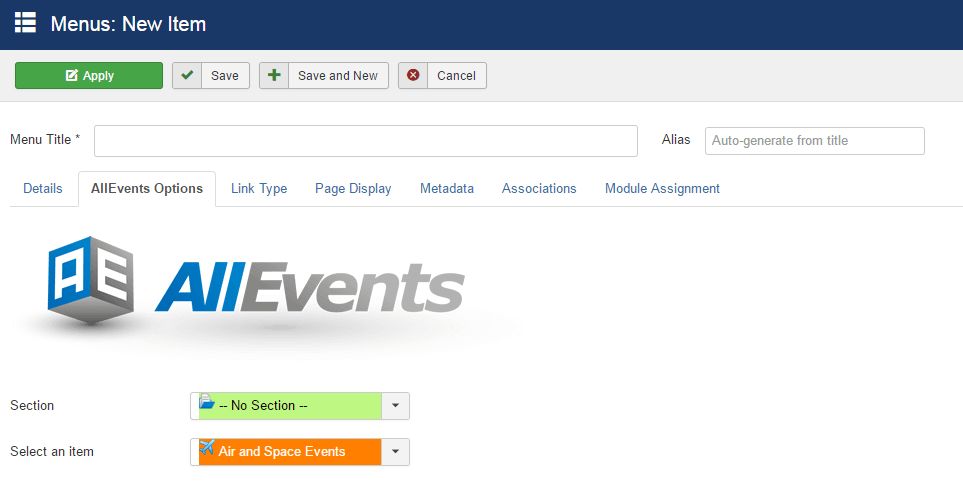 Menus: New Item
Apply Save Save and New Cancel
Menu Title * Alias Auto-generate from title
Details AllEvents Options Link Type Page Display Metadata Associations Module Assignment
AE AllEvents
Section -- No Section --
Select an item Air and Space Events